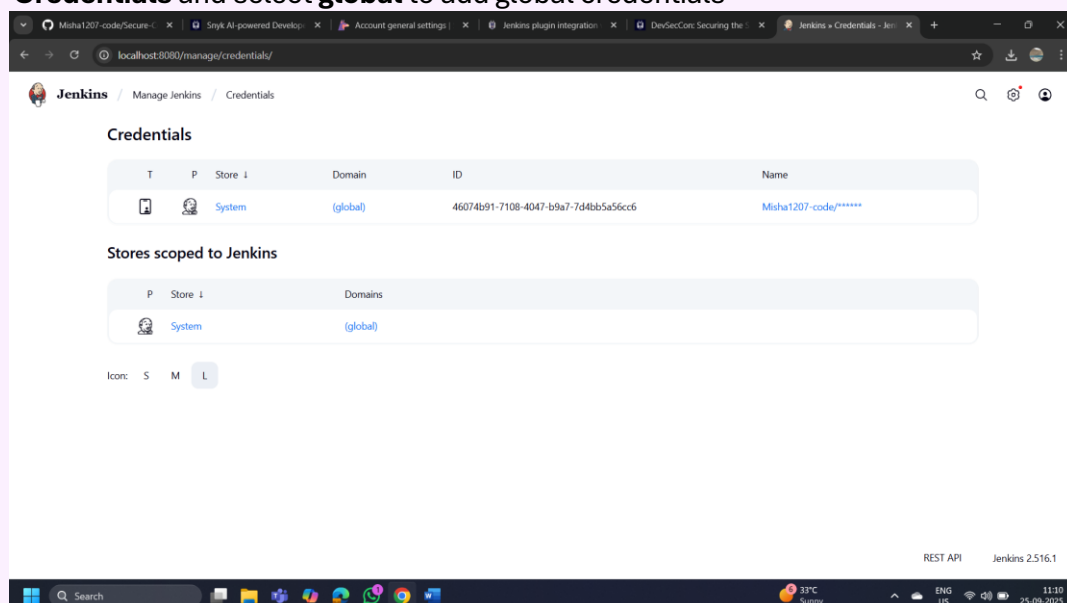 Credentials and select global to add global credentials
Misha1207-code/Secure-C
Snyk AI-powered Develop
Account general settings |
Jenkins plugin integration
DevSecCon: Securing the S
Jenkins » Credentials - Jen
localhost:8080/manage/credentials/
Jenkins / Manage Jenkins / Credentials
Credentials
T P Store ↓ Domain ID Name
System (global) 46074b91-7108-4047-b9a7-7d4bb5a56cc6 Misha1207-code/******
Stores scoped to Jenkins
P Store ↓ Domains
System (global)
Icon: S M L
REST API Jenkins 2.516.1
Search
6 33°C ENG 11:10
Sunny US 25-09-2025